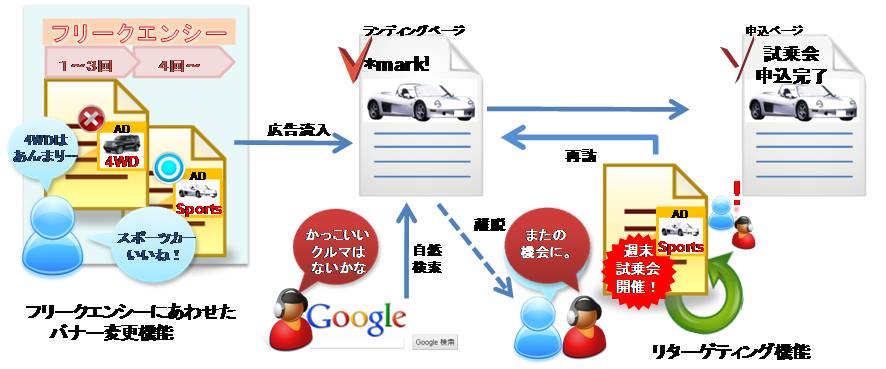 フリークエンシー
1～3回
4回～
AD
4WD
4WDは
あんまり…
AD
Sports
スポーツカー
いいね！
フリークエンシーにあわせた
バナー変更機能
広告流入
ランディングページ
*mark!
かっこいい
クルマは
ないかな
自然
検索
離脱
Google
Google 検索
またの
機会に。
申込ページ
試乗会
申込完了
再訪
AD
Sports
週末
試乗会
開催！
リターゲティング機能